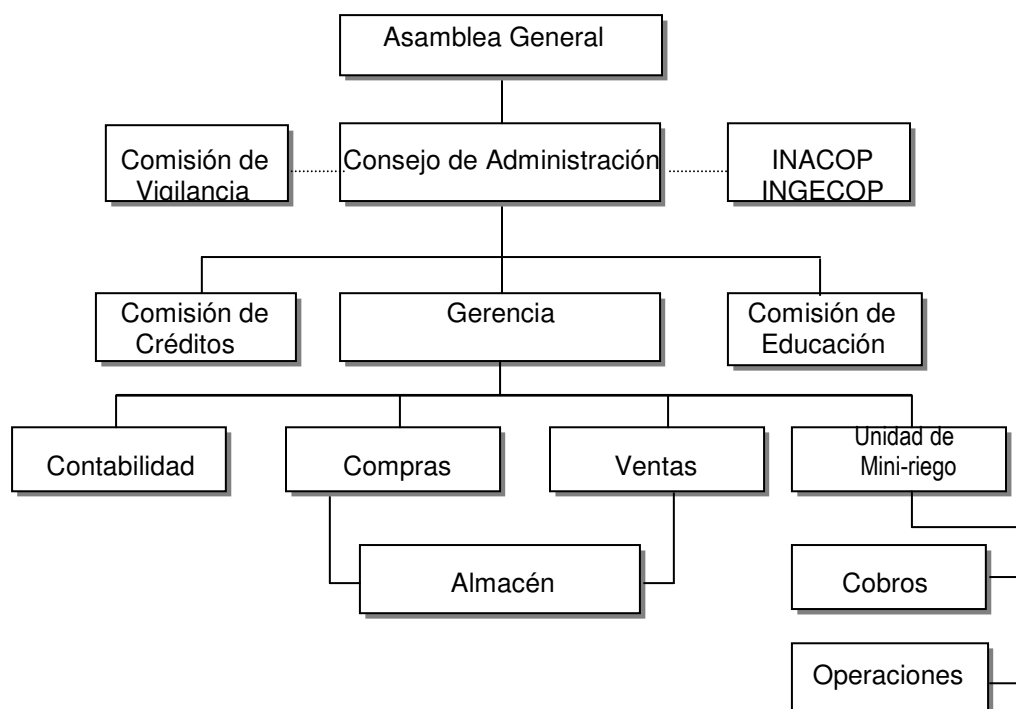 Asamblea General
Comisión de
Vigilancia
Consejo de Administración
INACOP
INGECOP
Comisión de
Créditos
Gerencia
Comisión de
Educación
Contabilidad
Compras
Ventas
Unidad de
Mini-riego
Almacén
Cobros
Operaciones